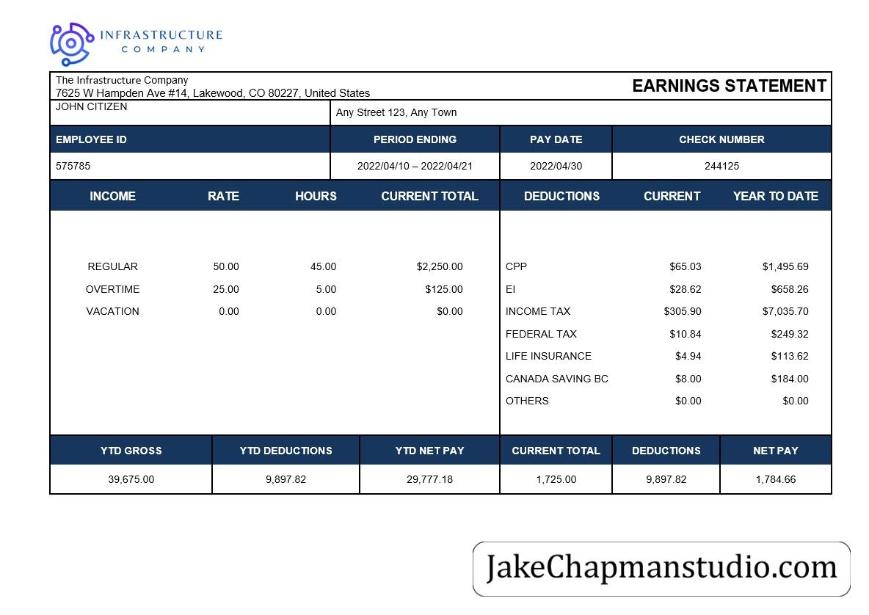 INFRASTRUCTURE
COMPANY
The Infrastructure Company
7625 W Hampden Ave #14, Lakewood, CO 80227, United States
EARNINGS STATEMENT
JOHN CITIZEN
Any Street 123, Any Town
EMPLOYEE ID PERIOD ENDING PAY DATE CHECK NUMBER
575785 2022/04/10 – 2022/04/21 2022/04/30 244125
INCOME RATE HOURS CURRENT TOTAL DEDUCTIONS CURRENT YEAR TO DATE
REGULAR 50.00 45.00 $2,250.00 CPP $65.03 $1,495.69
OVERTIME 25.00 5.00 $125.00 EI $28.62 $658.26
VACATION 0.00 0.00 $0.00 INCOME TAX $305.90 $7,035.70
FEDERAL TAX $10.84 $249.32
LIFE INSURANCE $4.94 $113.62
CANADA SAVING BC $8.00 $184.00
OTHERS $0.00 $0.00
YTD GROSS YTD DEDUCTIONS YTD NET PAY CURRENT TOTAL DEDUCTIONS NET PAY
39,675.00 9,897.82 29,777.18 1,725.00 9,897.82 1,784.66
JakeChapmanstudio.com